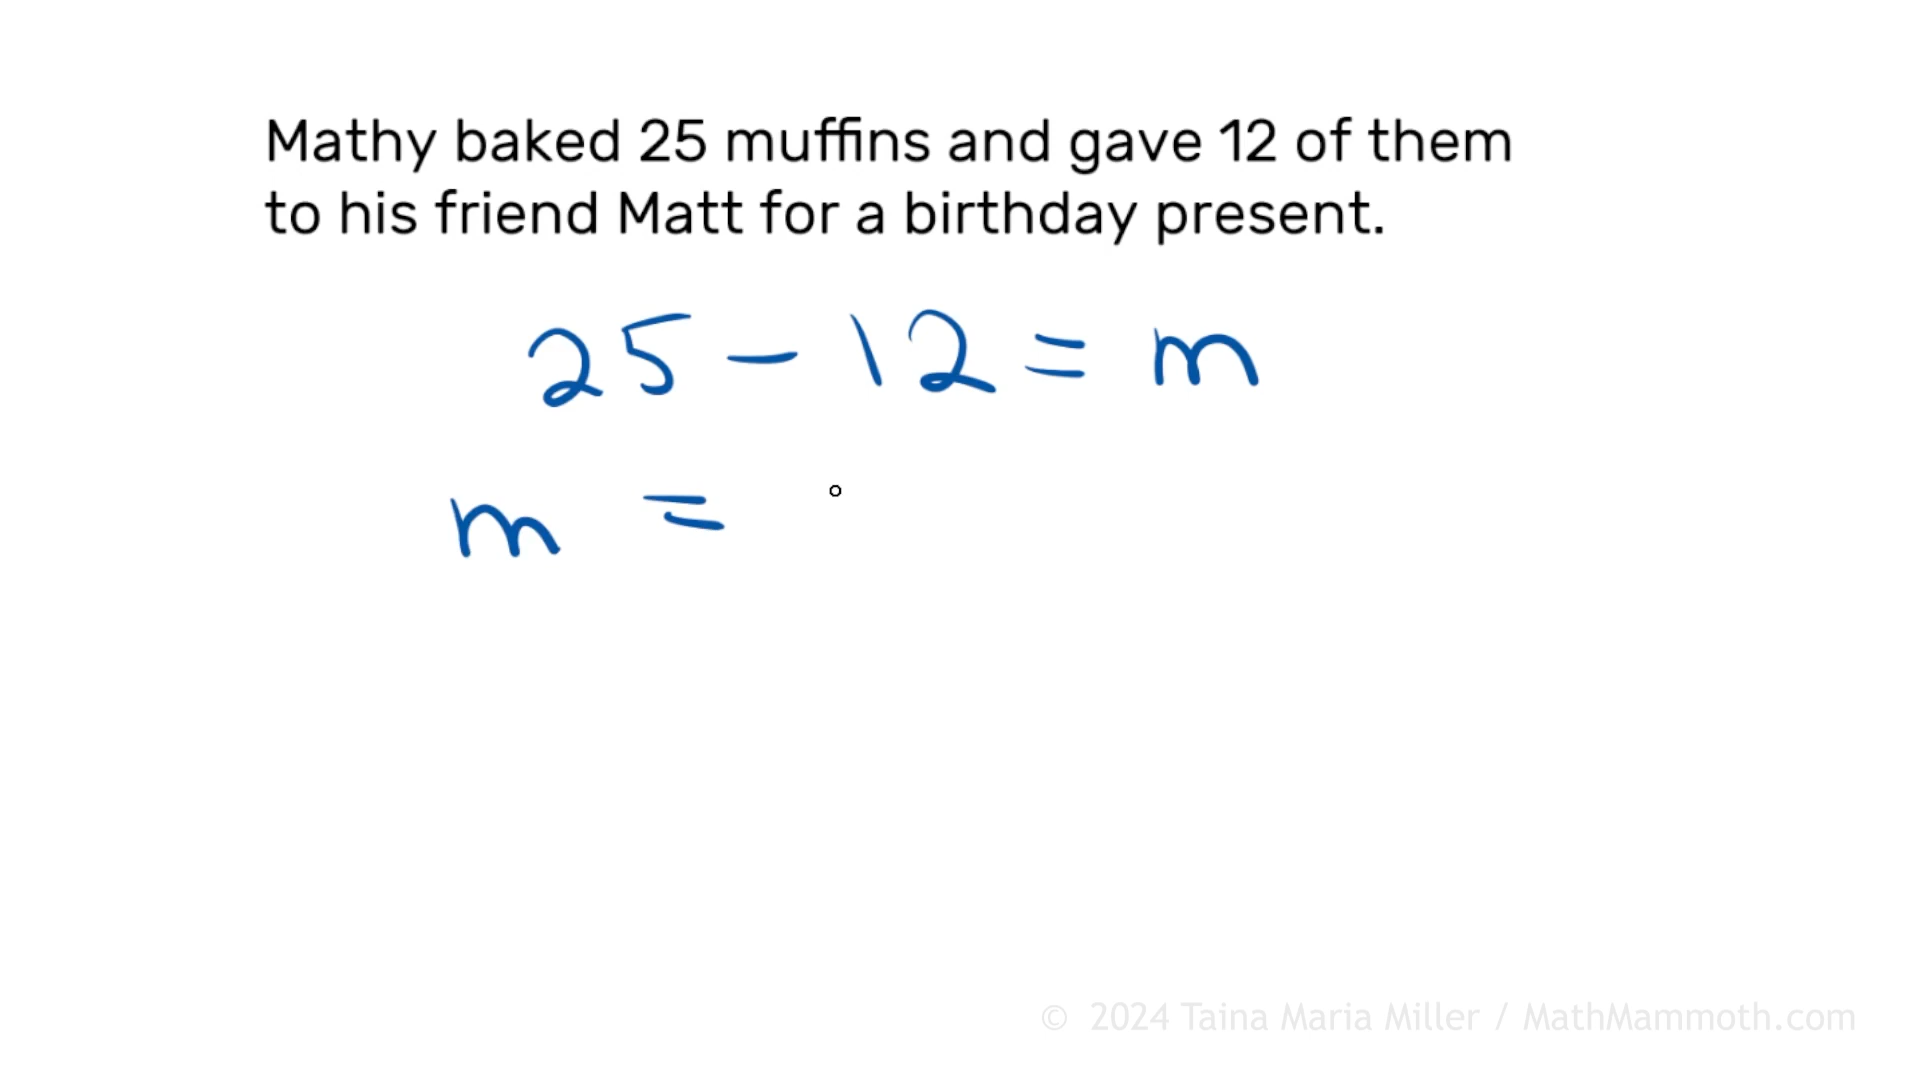 Mathy baked 25 muffins and gave 12 of them
to his friend Matt for a birthday present.
25 − 12 = m
m =
© 2024 Taina Maria Miller / MathMammoth.com